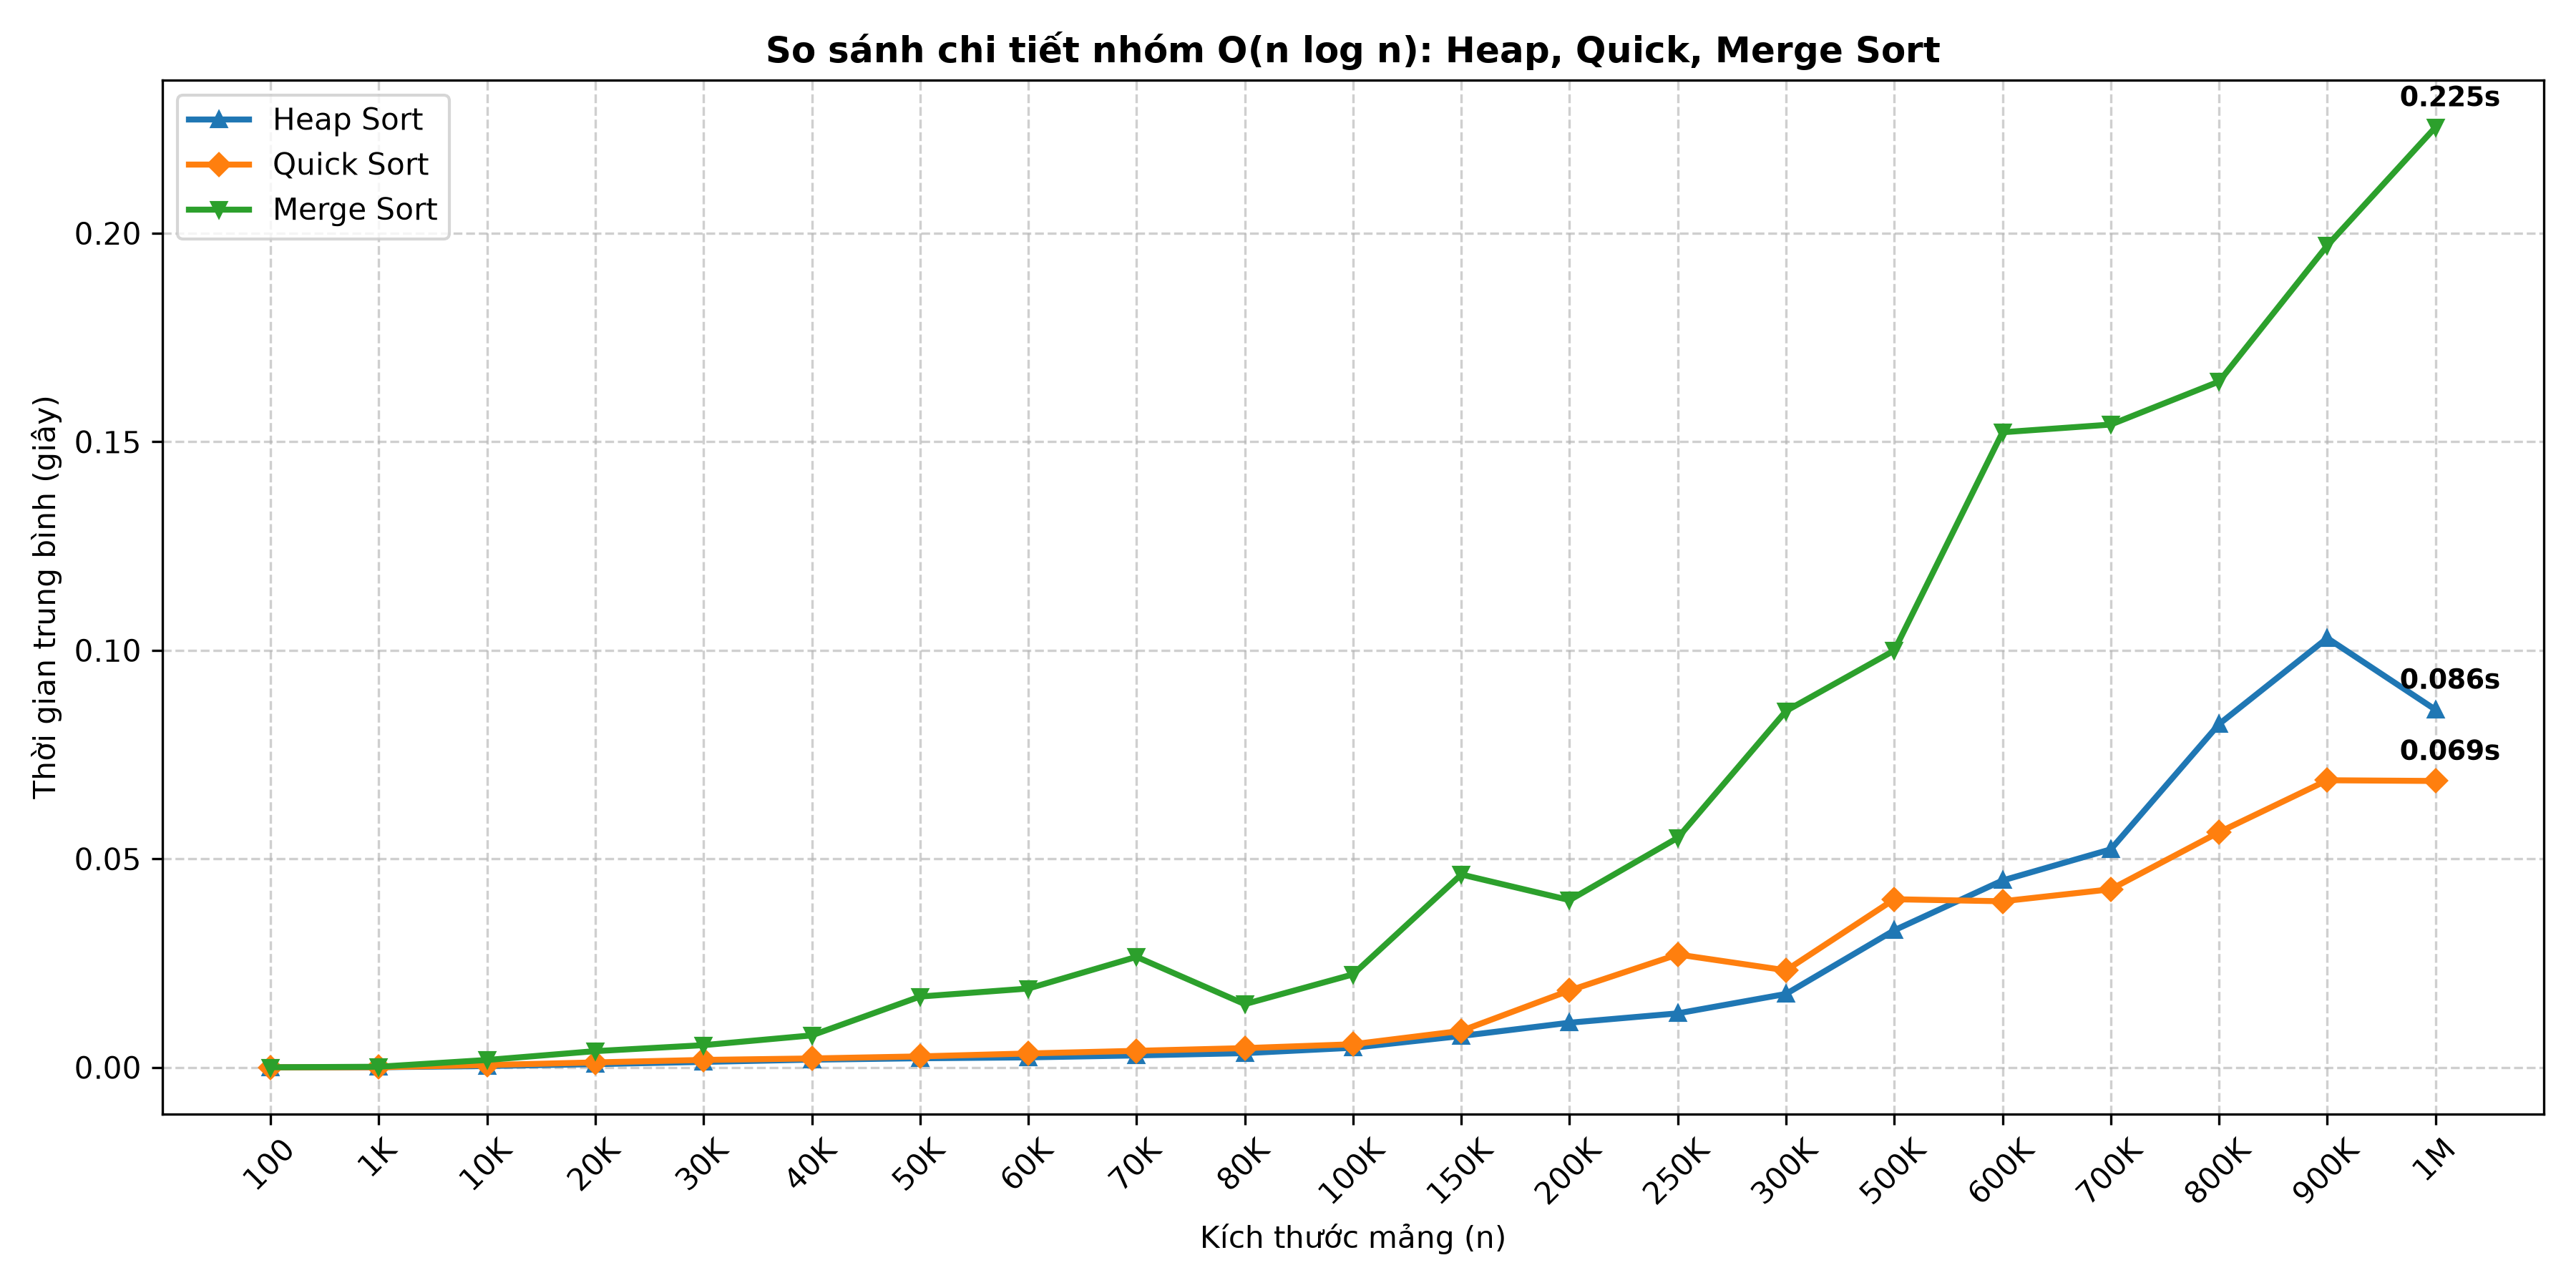 So sánh chi tiết nhóm O(n log n): Heap, Quick, Merge Sort
Heap Sort
Quick Sort
Merge Sort
0.225s
0.086s
0.069s
Thời gian trung bình (giây)
0.20
0.15
0.10
0.05
0.00
100 1K 10K 20K 30K 40K 50K 60K 70K 80K 100K 150K 200K 250K 300K 500K 600K 700K 800K 900K 1M
Kích thước mảng (n)